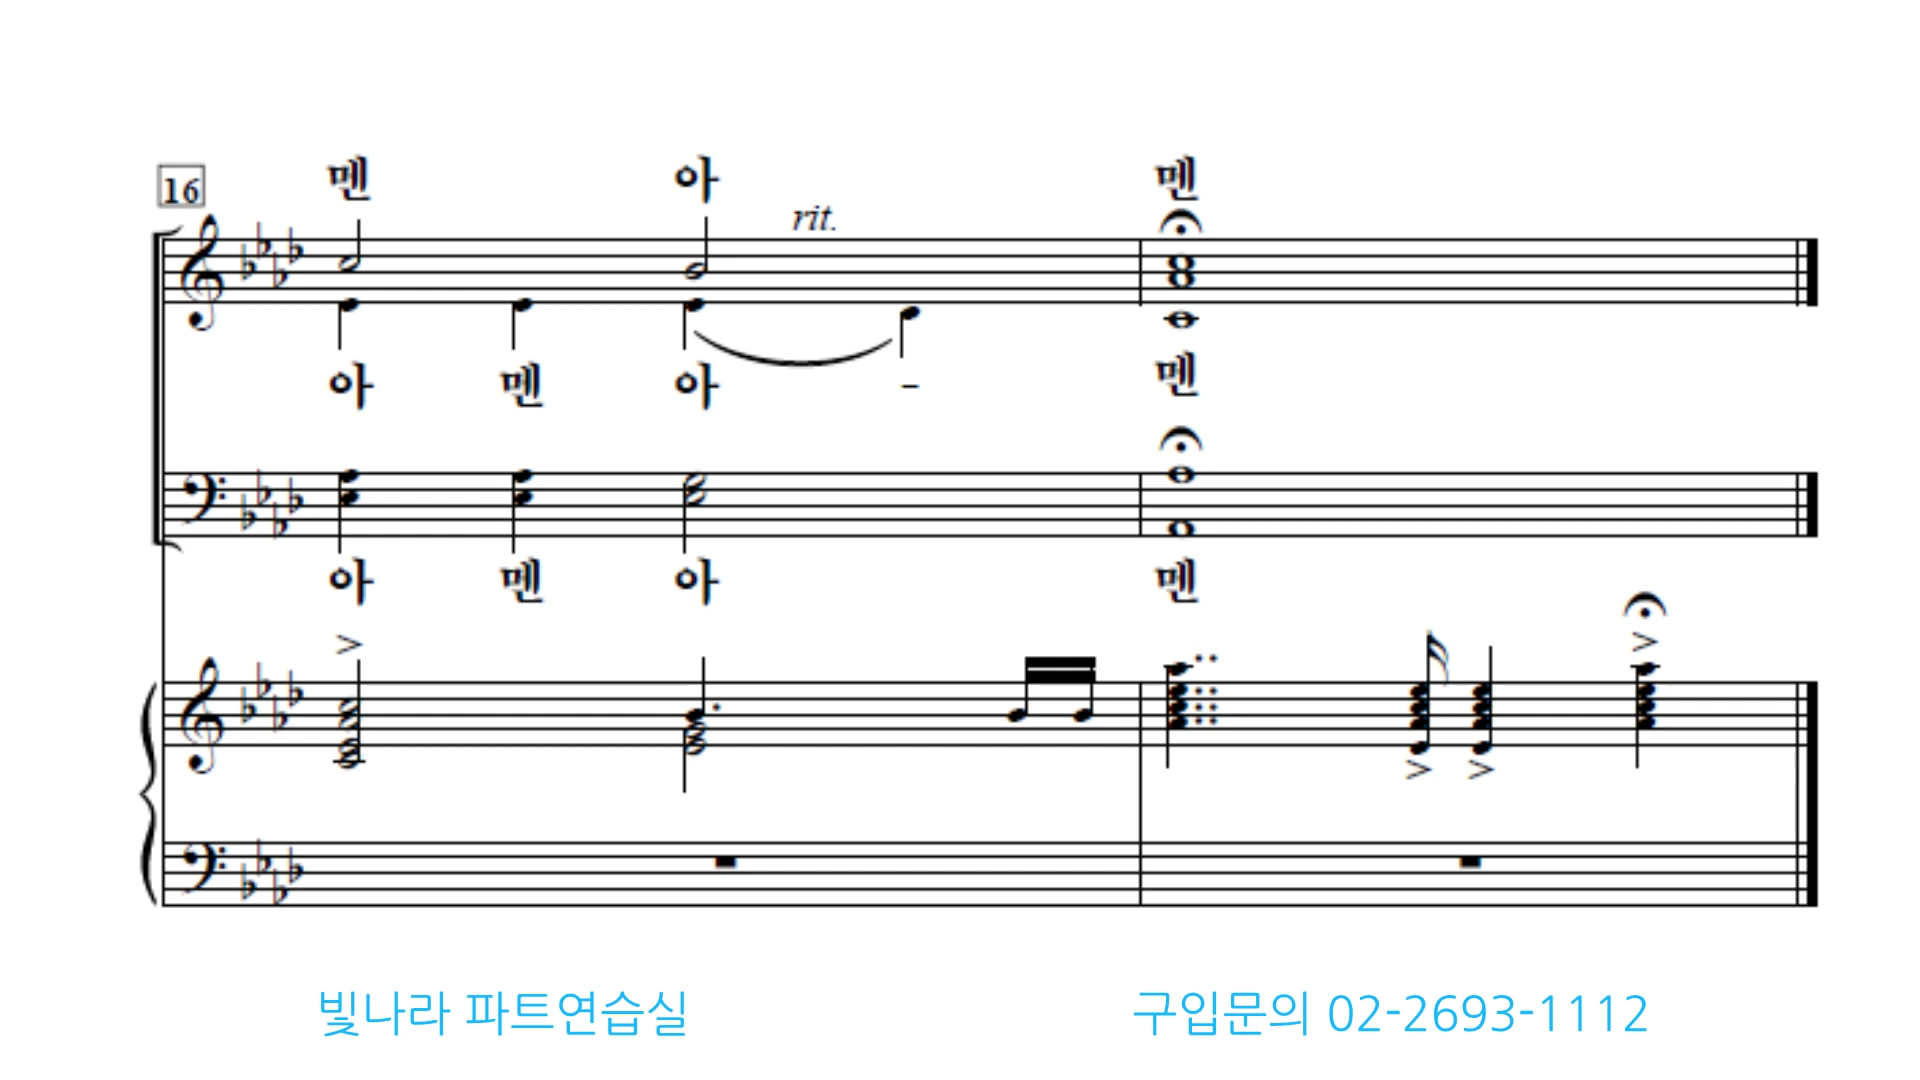 16
멘 아 멘
rit.
아 멘 아 - 멘
아 멘 아 멘
빛나라 파트연습실
구입문의 02-2693-1112